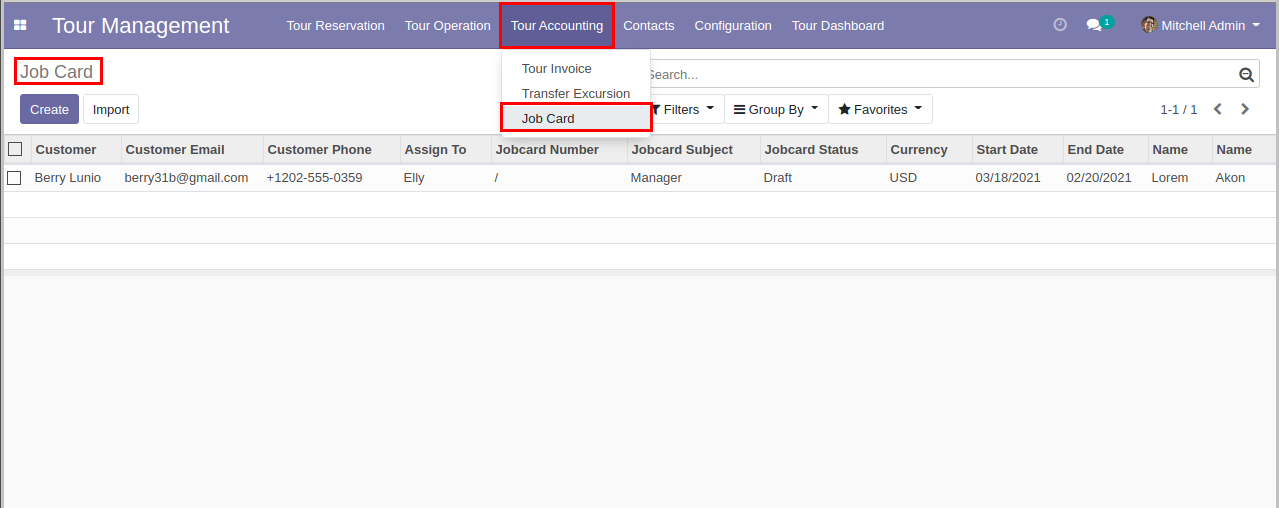 Tour Management Tour Reservation Tour Operation Tour Accounting Contacts Configuration Tour Dashboard 1 Mitchell Admin
Job Card
Tour Invoice
Transfer Excursion
Job Card
Search...
Create Import Filters Group By Favorites 1-1 / 1
Customer Customer Email Customer Phone Assign To Jobcard Number Jobcard Subject Jobcard Status Currency Start Date End Date Name Name
Berry Lunio berry31b@gmail.com +1202-555-0359 Elly / Manager Draft USD 03/18/2021 02/20/2021 Lorem Akon